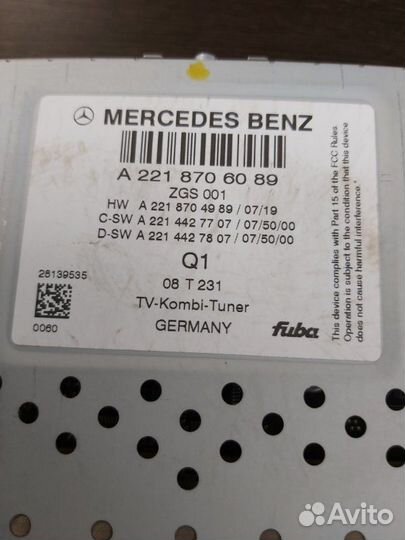 MERCEDES BENZ
A 221 870 60 89
ZGS 001
HW A 221 870 49 89 / 07/19
C-SW A 221 442 77 07 / 07/50/00
D-SW A 221 442 78 07 / 07/50/00
Q1
28139535
08 T 231
TV-Kombi-Tuner
0060
GERMANY
fuba
This device complies with Part 15 of the FCC Rules
Operation is subject to the condition that this device
does not cause harmful interference."
Avito